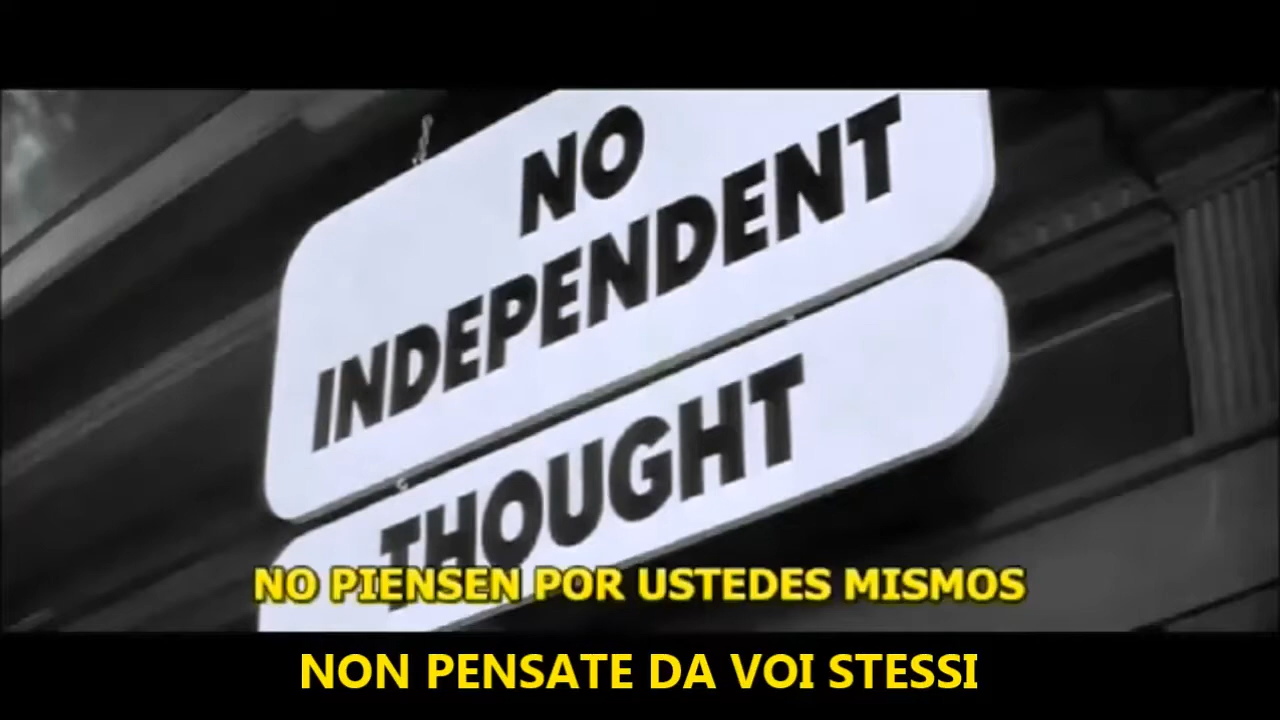 NO
INDEPENDENT
THOUGHT
NO PIENSEN POR USTEDES MISMOS
NON PENSATE DA VOI STESSI